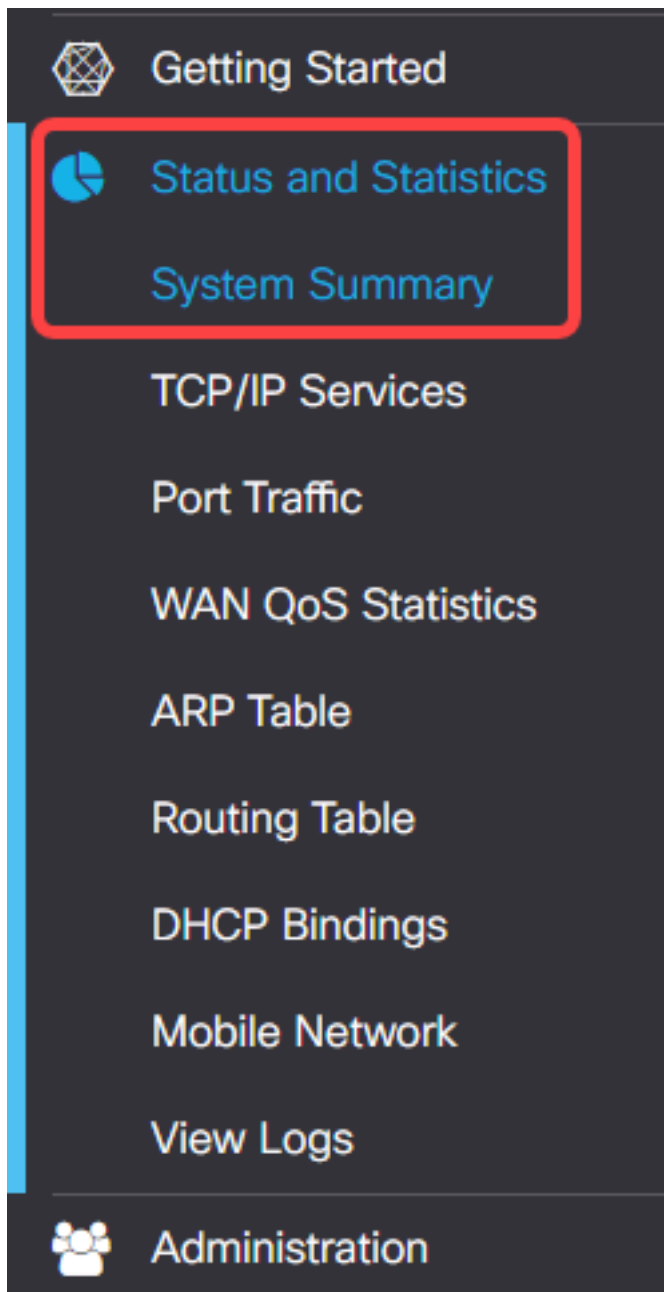 Getting Started
Status and Statistics
System Summary
TCP/IP Services
Port Traffic
WAN QoS Statistics
ARP Table
Routing Table
DHCP Bindings
Mobile Network
View Logs
Administration